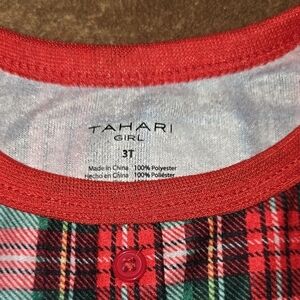 TAHARI
GIRL
3T
Made in China 100% Polyester
Hecho en China 100% Poliéster